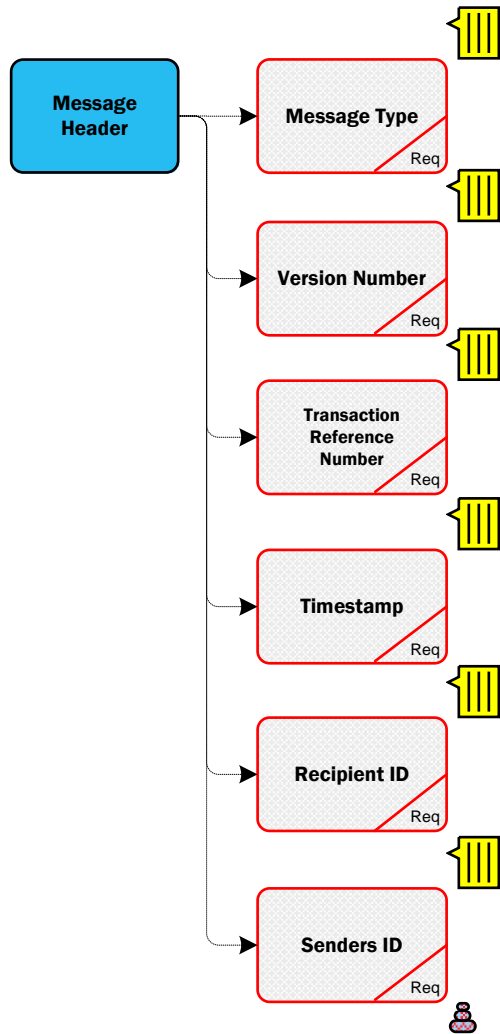 Message
Header
Message Type
Req
Version Number
Req
Transaction
Reference
Number
Req
Timestamp
Req
Recipient ID
Req
Senders ID
Req